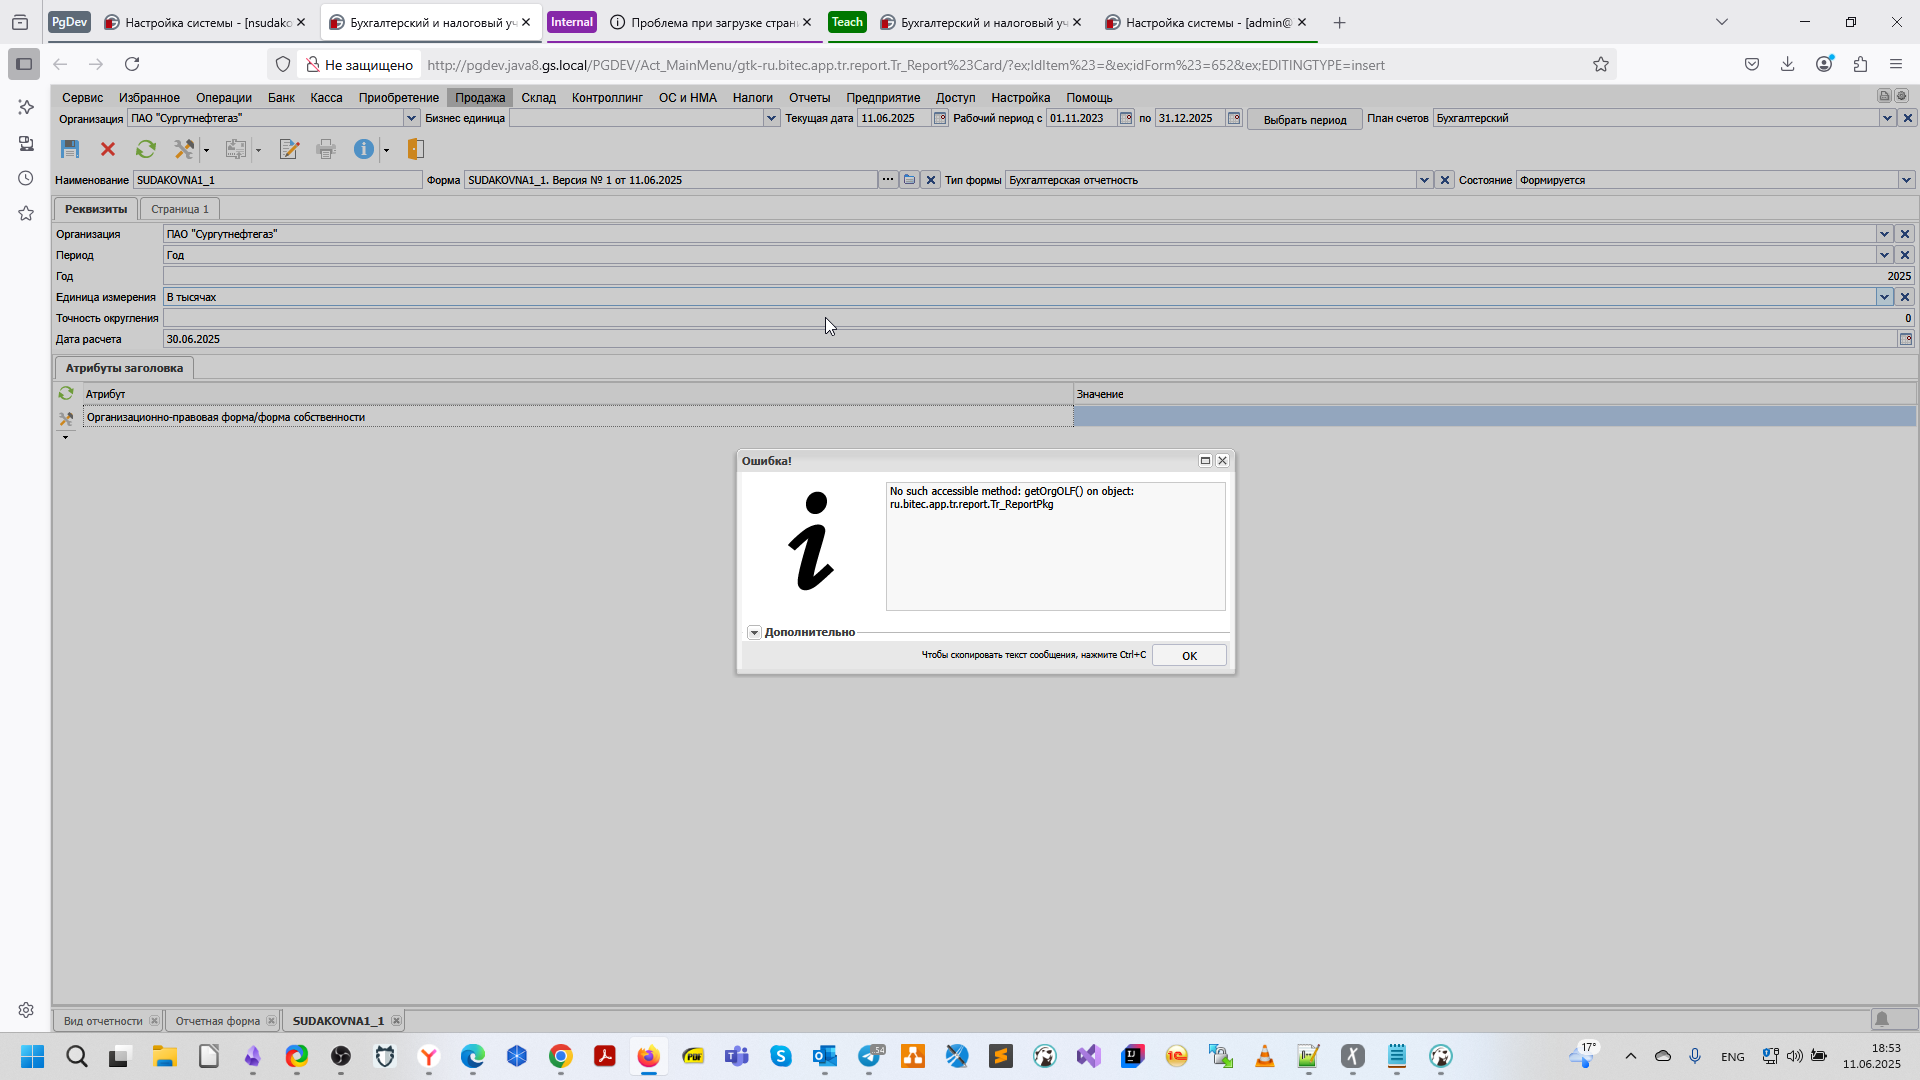 PgDev Настройка системы - [nsudako Бухгалтерский и налоговый уч Internal Проблема при загрузке стран Teach Бухгалтерский и налоговый уч Настройка системы - [admin@
Не защищено http://pgdev.java8.gs.local/PGDEV/Act_MainMenu/gtk-ru.bitec.app.tr.report.Tr_Report%23Card/?ex;IdItem%23=&ex;idForm%23=652&ex;EDITINGTYPE=insert
Сервис Избранное Операции Банк Касса Приобретение Продажа Склад Контроллинг ОС и НМА Налоги Отчеты Предприятие Доступ Настройка Помощь
Организация ПАО "Сургутнефтегаз" Бизнес единица Текущая дата 11.06.2025 Рабочий период с 01.11.2023 по 31.12.2025 Выбрать период План счетов Бухгалтерский
Наименование SUDAKOVNA1_1 Форма SUDAKOVNA1_1. Версия № 1 от 11.06.2025 Тип формы Бухгалтерская отчетность Состояние Формируется
Реквизиты Страница 1
Организация ПАО "Сургутнефтегаз"
Период Год
Год 2025
Единица измерения В тысячах
Точность округления 0
Дата расчета 30.06.2025
Атрибуты заголовка
Атрибут Значение
Организационно-правовая форма/форма собственности
Ошибка!
No such accessible method: getOrgOLF() on object:
ru.bitec.app.tr.report.Tr_ReportPkg
Дополнительно
Чтобы скопировать текст сообщения, нажмите Ctrl+C OK
Вид отчетности Отчетная форма SUDAKOVNA1_1
17° ENG 18:53
11.06.2025